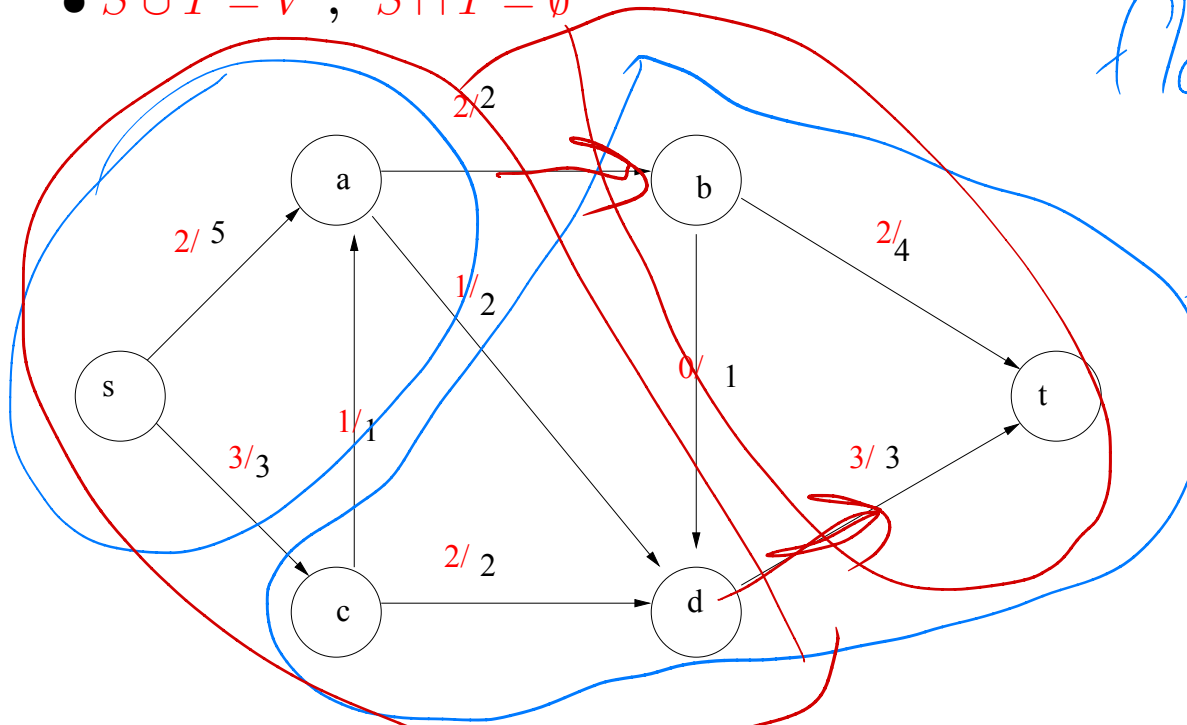 ● S ∪ T = V , S ∩ T = ∅
2/2
a
b
2/ 5
2/4
1/2
s
0/ 1
t
1/1
3/3
3/ 3
2/ 2
c
d